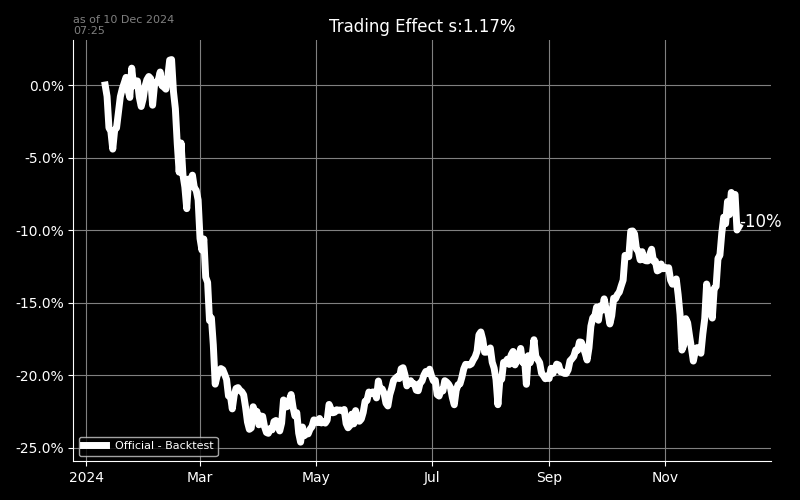 as of 10 Dec 2024
07:25
Trading Effect s:1.17%
0.0%
-5.0%
-10.0%
-10%
-15.0%
-20.0%
-25.0%
Official - Backtest
2024 Mar May Jul Sep Nov